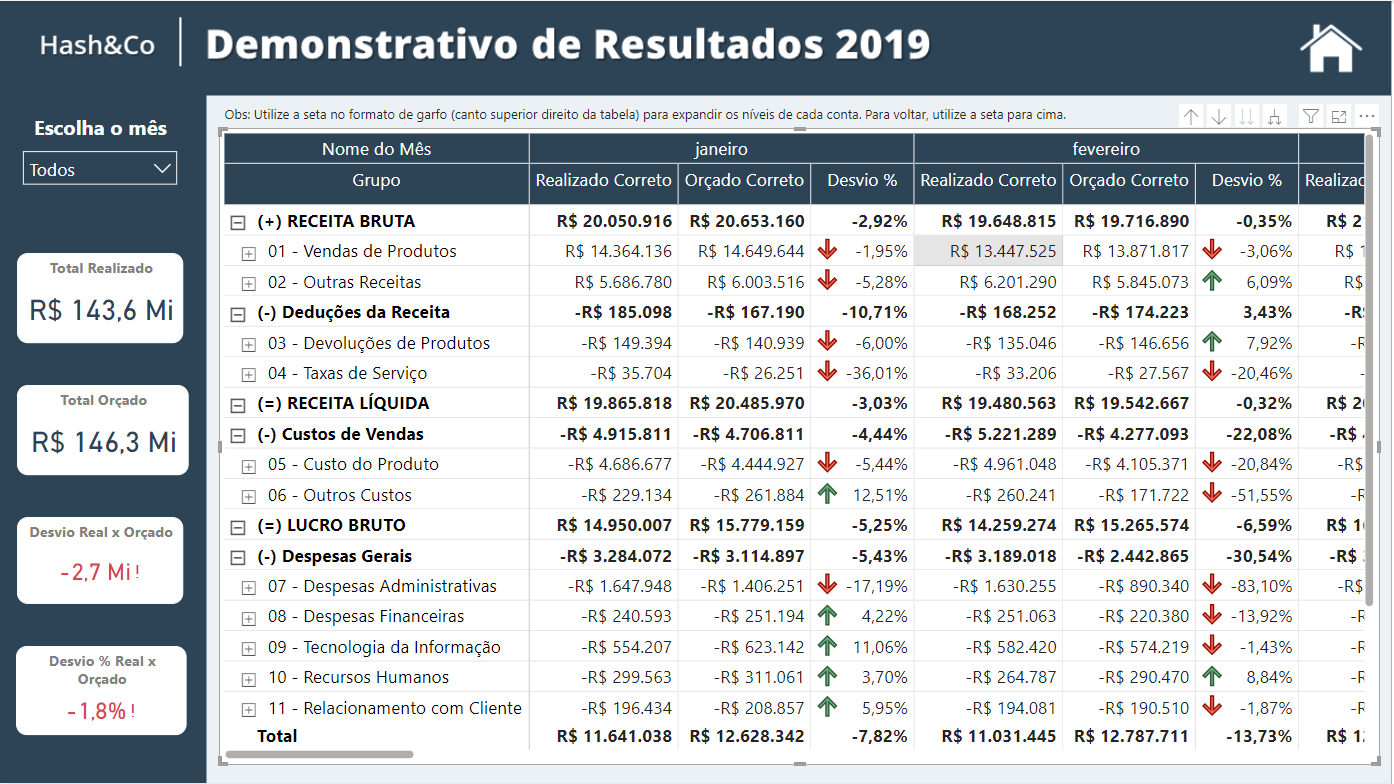 Hash&Co
Demonstrativo de Resultados 2019
Escolha o mês
Todos
Total Realizado
R$ 143,6 Mi
Total Orçado
R$ 146,3 Mi
Desvio Real x Orçado
-2,7 Mi !
Desvio % Real x
Orçado
-1,8% !
Obs: Utilize a seta no formato de garfo (canto superior direito da tabela) para expandir os níveis de cada conta. Para voltar, utilize a seta para cima.
Nome do Mês janeiro fevereiro
Grupo Realizado Correto Orçado Correto Desvio % Realizado Correto Orçado Correto Desvio %
(+) RECEITA BRUTA R$ 20.050.916 R$ 20.653.160 -2,92% R$ 19.648.815 R$ 19.716.890 -0,35%
01 - Vendas de Produtos R$ 14.364.136 R$ 14.649.644 -1,95% R$ 13.447.525 R$ 13.871.817 -3,06%
02 - Outras Receitas R$ 5.686.780 R$ 6.003.516 -5,28% R$ 6.201.290 R$ 5.845.073 6,09%
(-) Deduções da Receita -R$ 185.098 -R$ 167.190 -10,71% -R$ 168.252 -R$ 174.223 3,43%
03 - Devoluções de Produtos -R$ 149.394 -R$ 140.939 -6,00% -R$ 135.046 -R$ 146.656 7,92%
04 - Taxas de Serviço -R$ 35.704 -R$ 26.251 -36,01% -R$ 33.206 -R$ 27.567 -20,46%
(=) RECEITA LÍQUIDA R$ 19.865.818 R$ 20.485.970 -3,03% R$ 19.480.563 R$ 19.542.667 -0,32%
(-) Custos de Vendas -R$ 4.915.811 -R$ 4.706.811 -4,44% -R$ 5.221.289 -R$ 4.277.093 -22,08%
05 - Custo do Produto -R$ 4.686.677 -R$ 4.444.927 -5,44% -R$ 4.961.048 -R$ 4.105.371 -20,84%
06 - Outros Custos -R$ 229.134 -R$ 261.884 12,51% -R$ 260.241 -R$ 171.722 -51,55%
(=) LUCRO BRUTO R$ 14.950.007 R$ 15.779.159 -5,25% R$ 14.259.274 R$ 15.265.574 -6,59%
(-) Despesas Gerais -R$ 3.284.072 -R$ 3.114.897 -5,43% -R$ 3.189.018 -R$ 2.442.865 -30,54%
07 - Despesas Administrativas -R$ 1.647.948 -R$ 1.406.251 -17,19% -R$ 1.630.255 -R$ 890.340 -83,10%
08 - Despesas Financeiras -R$ 240.593 -R$ 251.194 4,22% -R$ 251.063 -R$ 220.380 -13,92%
09 - Tecnologia da Informação -R$ 554.207 -R$ 623.142 11,06% -R$ 582.420 -R$ 574.219 -1,43%
10 - Recursos Humanos -R$ 299.563 -R$ 311.061 3,70% -R$ 264.787 -R$ 290.470 8,84%
11 - Relacionamento com Cliente -R$ 196.434 -R$ 208.857 5,95% -R$ 194.081 -R$ 190.510 -1,87%
Total R$ 11.641.038 R$ 12.628.342 -7,82% R$ 11.031.445 R$ 12.787.711 -13,73%